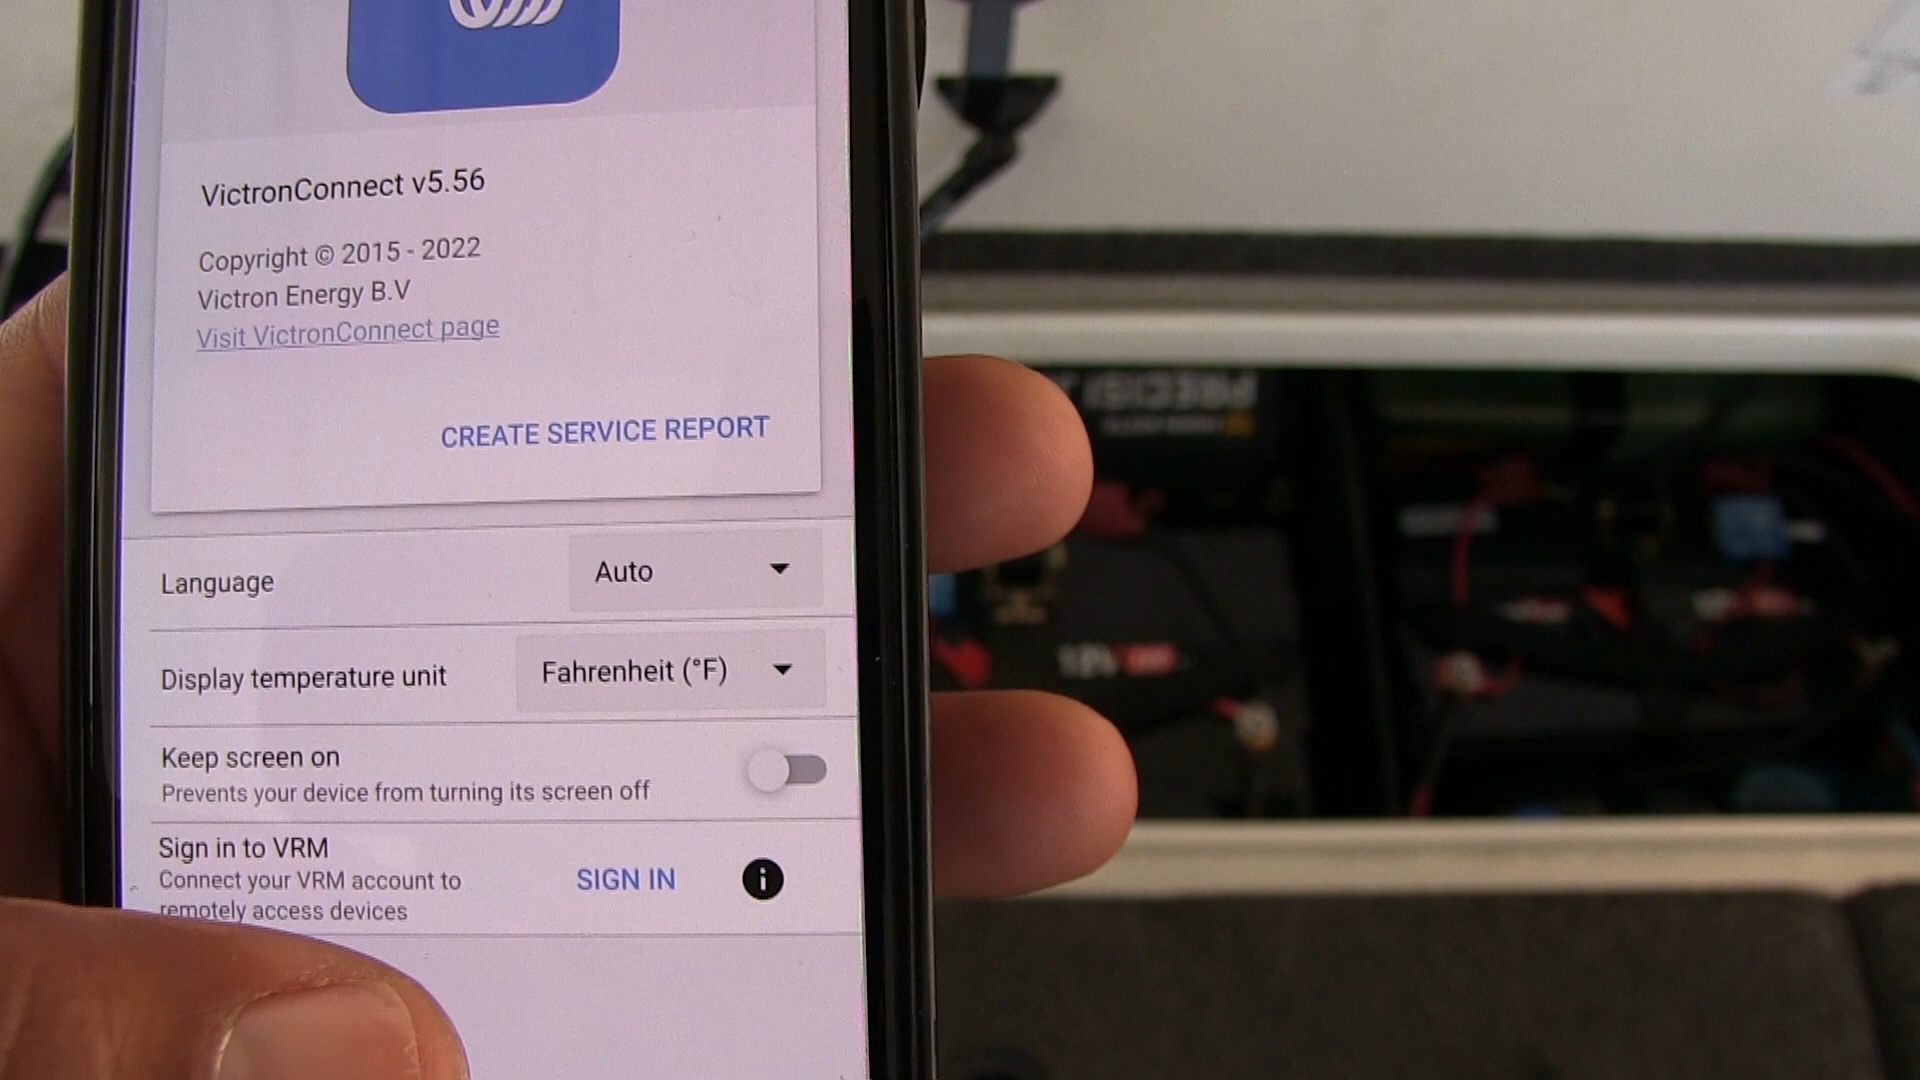 VictronConnect v5.56
Copyright © 2015 - 2022
Victron Energy B.V
Visit VictronConnect page
CREATE SERVICE REPORT
Language
Auto
Display temperature unit
Fahrenheit (°F)
Keep screen on
Prevents your device from turning its screen off
Sign in to VRM
Connect your VRM account to
remotely access devices
SIGN IN
i
12V